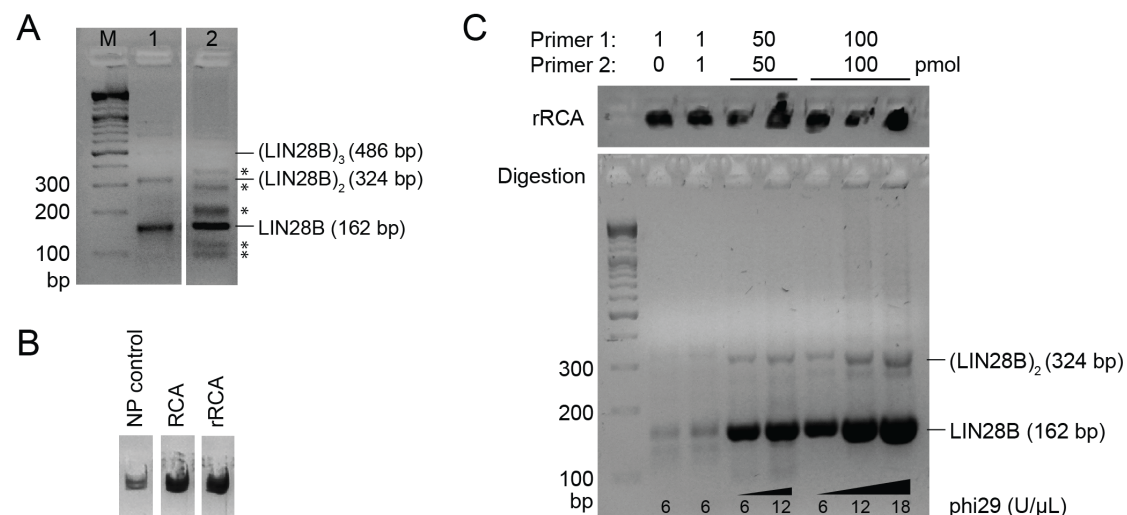 A
M 1 2
(LIN28B)3 (486 bp)
*
300
(LIN28B)2 (324 bp)
*
200
*
LIN28B (162 bp)
*
100
*
bp
B
NP control
RCA
rRCA
C
Primer 1: 1 1 50 100
Primer 2: 0 1 50 100 pmol
rRCA
Digestion
300
(LIN28B)2 (324 bp)
200
LIN28B (162 bp)
100
bp
6 6 6 12 6 12 18 phi29 (U/µL)